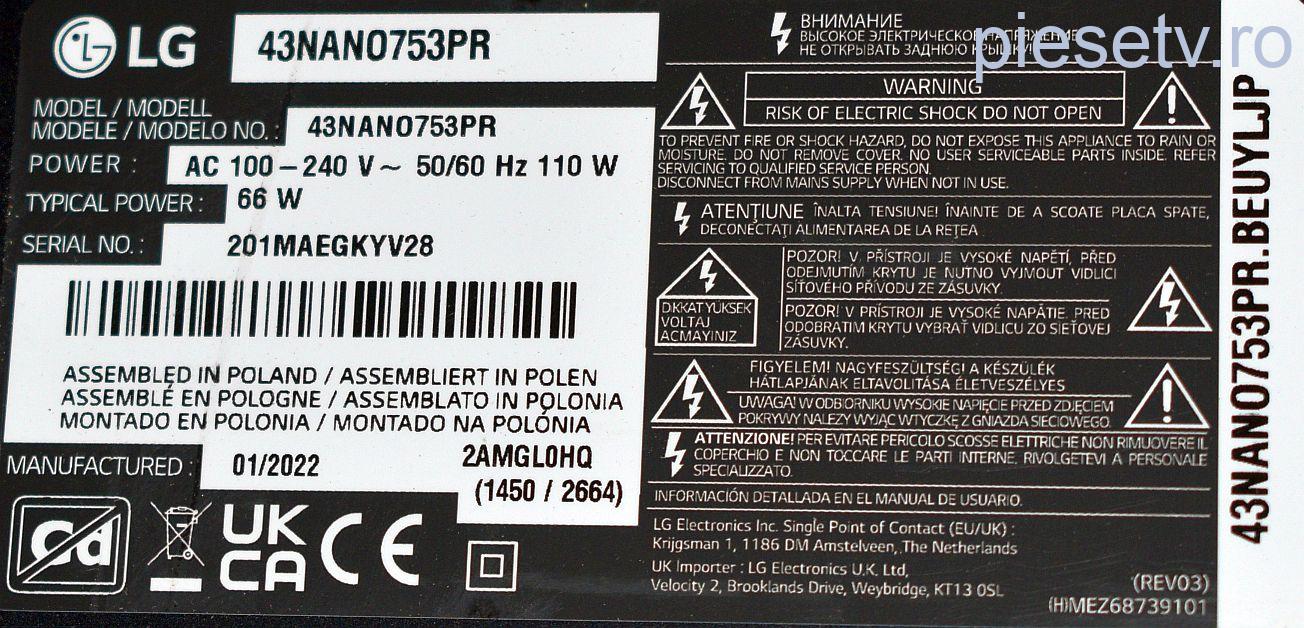 LG
43NANO753PR
MODEL / MODELL
MODELE / MODELO NO. :
43NANO753PR
POWER :
AC 100 – 240 V ~ 50/60 Hz 110 W
TYPICAL POWER :
66 W
SERIAL NO. :
201MAEGKYV28
ASSEMBLED IN POLAND / ASSEMBLIERT IN POLEN
ASSEMBLÉ EN POLOGNE / ASSEMBLATO IN POLONIA
MONTADO EN POLONIA / MONTADO NA POLÓNIA
MANUFACTURED :
01/2022
2AMGL0HQ
(1450 / 2664)
Cd
UK
CA
CE
ВНИМАНИЕ
ВЫСОКОЕ ЭЛЕКТРИЧЕСКОЕ НАПРЯЖЕНИЕ
НЕ ОТКРЫВАТЬ ЗАДНЮЮ КРЫШКУ!
piesetv.ro
WARNING
RISK OF ELECTRIC SHOCK DO NOT OPEN
TO PREVENT FIRE OR SHOCK HAZARD, DO NOT EXPOSE THIS APPLIANCE TO RAIN OR
MOISTURE. DO NOT REMOVE COVER. NO USER SERVICEABLE PARTS INSIDE. REFER
SERVICING TO QUALIFIED SERVICE PERSON.
DISCONNECT FROM MAINS SUPPLY WHEN NOT IN USE.
ATENŢIUNE ÎNALTA TENSIUNE! ÎNAINTE DE A SCOATE PLACA SPATE,
DECONECTAŢI ALIMENTAREA DE LA REŢEA .
DİKKAT YÜKSEK
VOLTAJ
AÇMAYINIZ
POZOR! V PŘÍSTROJI JE VYSOKÉ NAPĚTÍ, PŘED
ODEJMUTÍM KRYTU JE NUTNO VYJMOUT VIDLICI
SÍŤOVÉHO PŘÍVODU ZE ZÁSUVKY.
POZOR! V PRÍSTROJI JE VYSOKÉ NAPÄTIE. PRED
ODOBRATIM KRYTU VYBRAŤ VIDLICU ZO SIEŤOVEJ
ZÁSUVKY.
FIGYELEM! NAGYFESZÜLTSÉG! A KÉSZÜLÉK
HÁTLAPJÁNAK ELTAVOLITÁSA ÉLETVESZÉLYES
UWAGA! W ODBIORNIKU WYSOKIE NAPIĘCIE PRZED ZDJĘCIEM
POKRYWY NALEŻY WYJĄĆ WTYCZKĘ Z GNIAZDA SIECIOWEGO.
ATTENZIONE! PER EVITARE PERICOLO SCOSSE ELETTRICHE NON RIMUOVERE IL
COPERCHIO E NON TOCCARE LE PARTI INTERNE. RIVOLGETEVI A PERSONALE
SPECIALIZZATO.
INFORMACIÓN DETALLADA EN EL MANUAL DE USUARIO.
LG Electronics Inc. Single Point of Contact (EU/UK) :
Krijgsman 1, 1186 DM Amstelveen, The Netherlands
UK Importer : LG Electronics U.K. Ltd,
Velocity 2, Brooklands Drive, Weybridge, KT13 0SL
(REV03)
(H)MEZ68739101
43NANO753PR.BEUYLJP